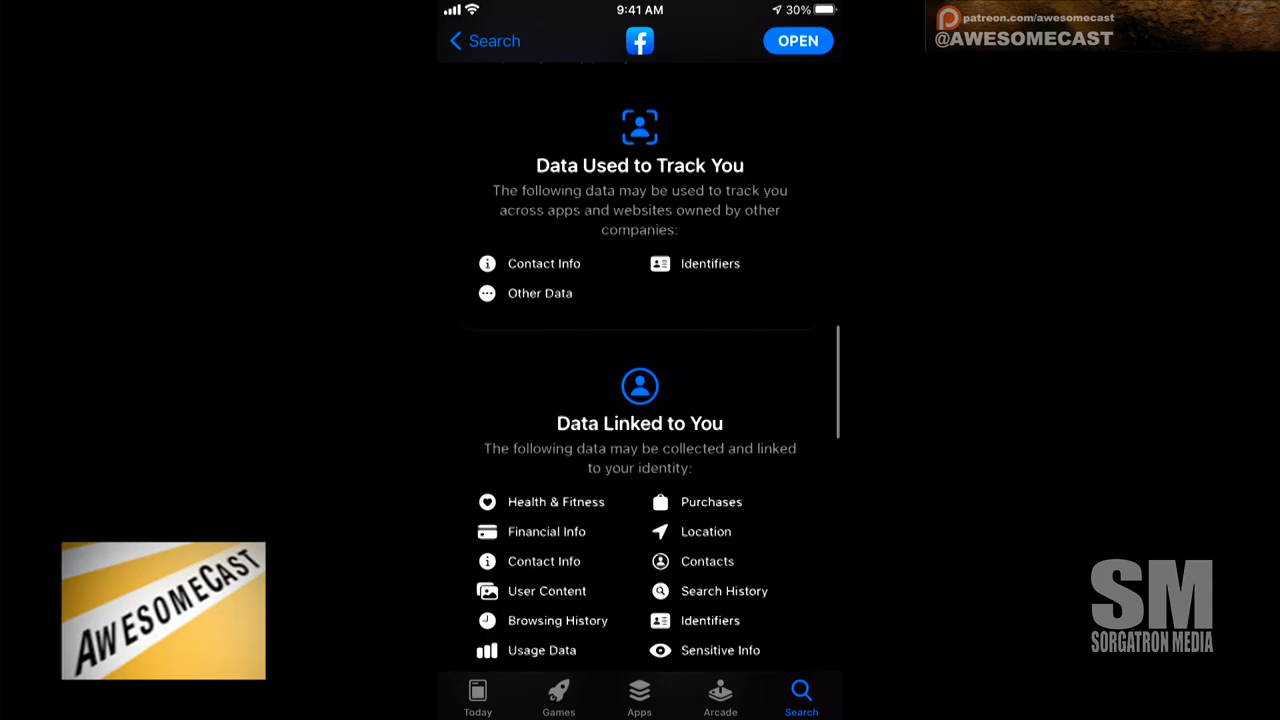 9:41 AM
30%
Search
OPEN
patreon.com/awesomecast
@AWESOMECAST
Data Used to Track You
The following data may be used to track you
across apps and websites owned by other
companies:
Contact Info
Identifiers
Other Data
Data Linked to You
The following data may be collected and linked
to your identity:
Health & Fitness
Purchases
Financial Info
Location
Contact Info
Contacts
User Content
Search History
Browsing History
Identifiers
Usage Data
Sensitive Info
AWESOMECAST
SM
SORGATRON MEDIA
Today
Games
Apps
Arcade
Search